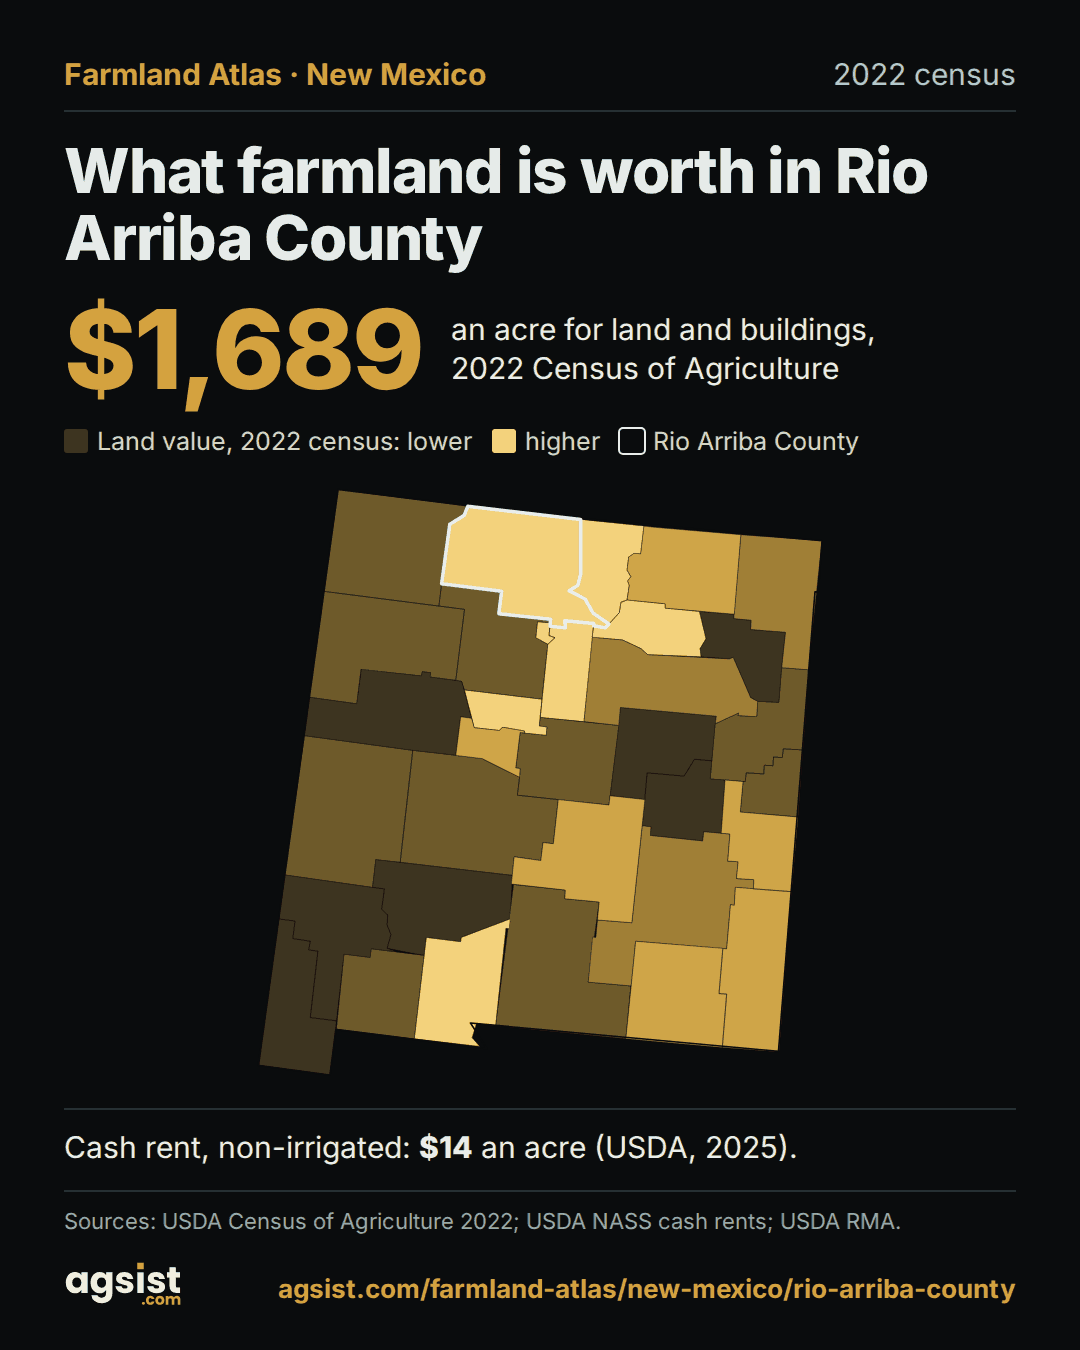 Farmland Atlas · New Mexico
2022 census
What farmland is worth in Rio
Arriba County
$1,689
an acre for land and buildings,
2022 Census of Agriculture
Land value, 2022 census: lower
higher
Rio Arriba County
Cash rent, non-irrigated: $14 an acre (USDA, 2025).
Sources: USDA Census of Agriculture 2022; USDA NASS cash rents; USDA RMA.
agsist
.com
agsist.com/farmland-atlas/new-mexico/rio-arriba-county